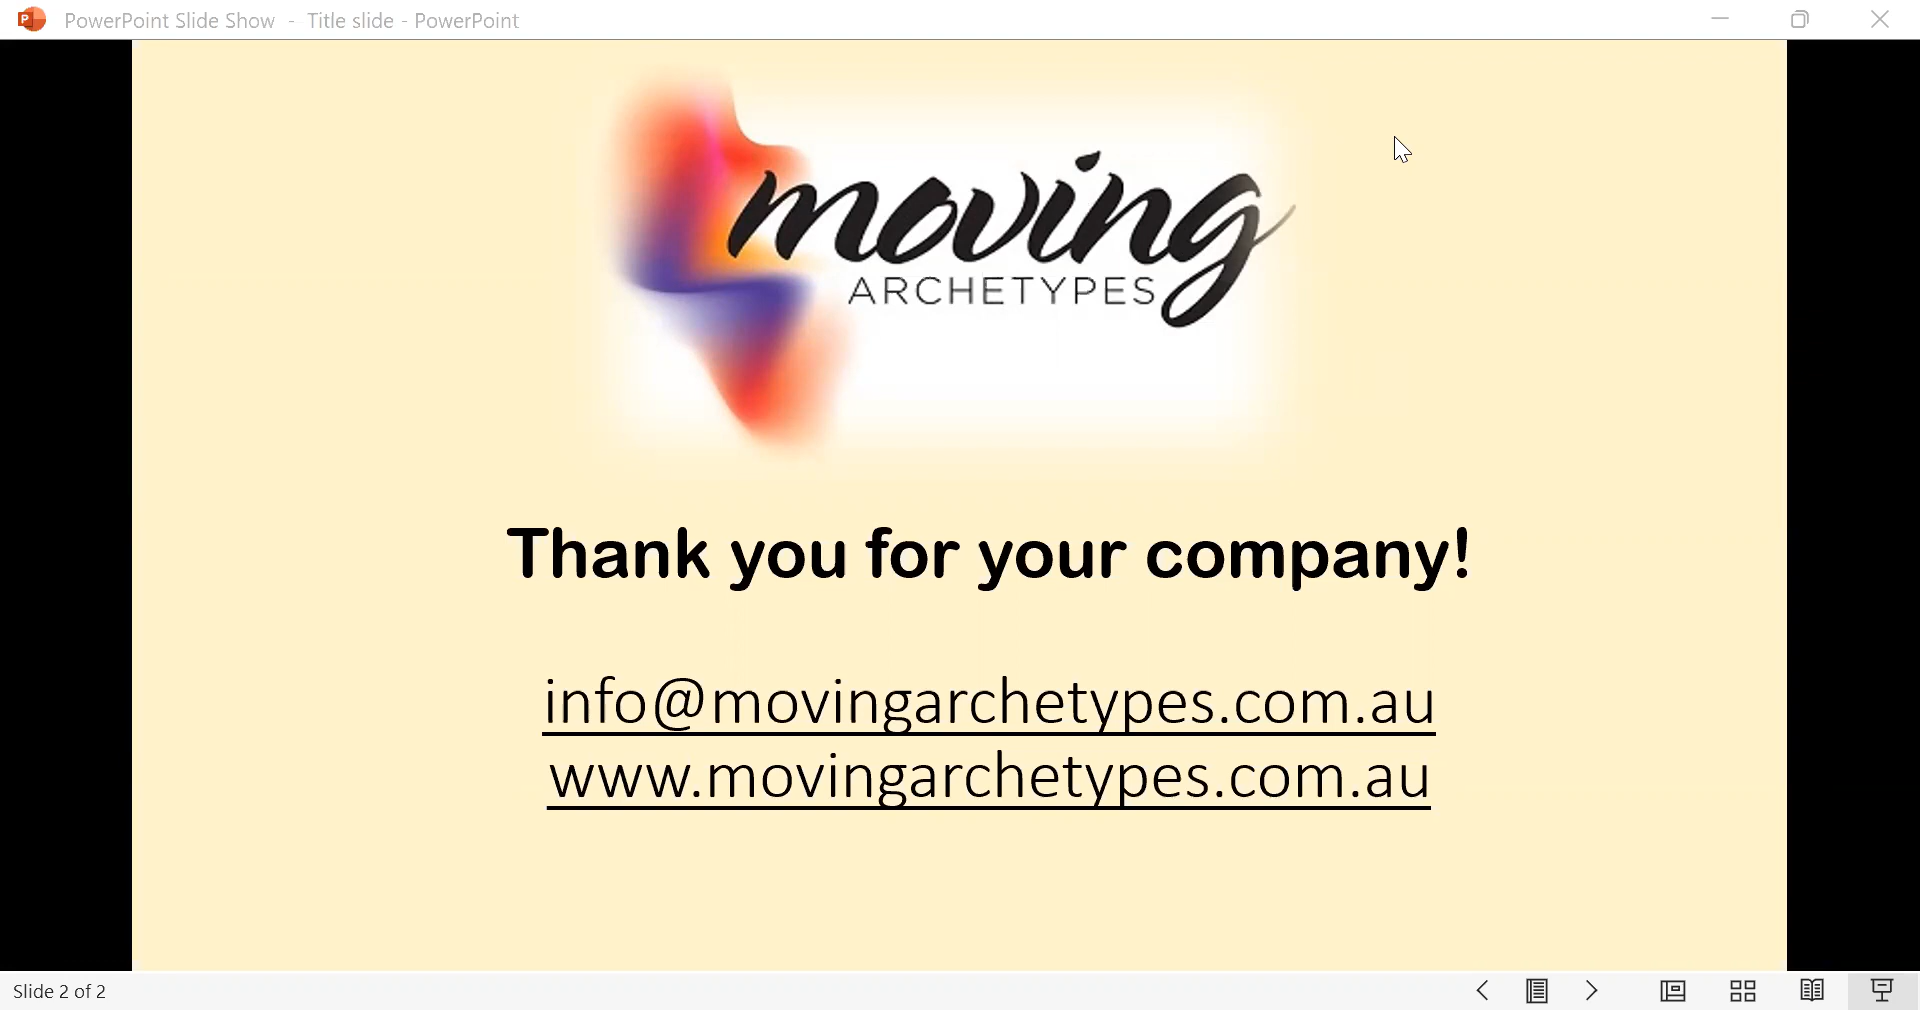 PowerPoint Slide Show - Title slide - PowerPoint
moving
ARCHETYPES
Thank you for your company!
info@movingarchetypes.com.au
www.movingarchetypes.com.au
Slide 2 of 2